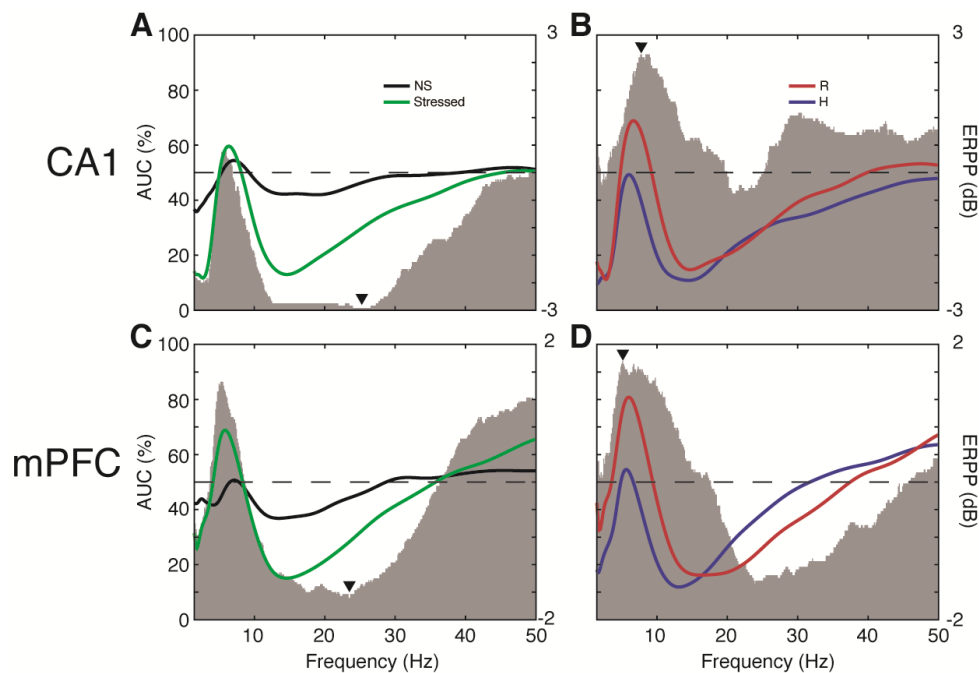 A
B
CA1
100
80
60
40
20
0
AUC (%)
NS
Stressed
3
-3
R
H
3
-3
ERPP (dB)
C
D
mPFC
100
80
60
40
20
0
AUC (%)
10 20 30 40 50
Frequency (Hz)
2
-2
10 20 30 40 50
Frequency (Hz)
2
-2
ERPP (dB)